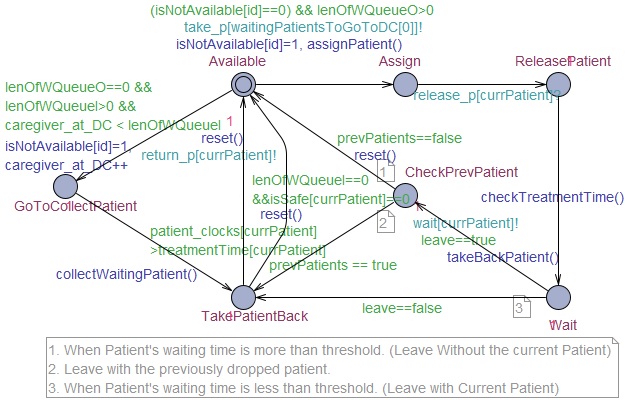 (isNotAvailable[id]==0) && lenOfWQueueO>0
take_p[waitingPatientsToGoToDC[0]]!
isNotAvailable[id]=1, assignPatient()
Available
Assign
ReleasePatient
release_p[currPatient]?
lenOfWQueueO==0 &&
lenOfWQueueI>0 &&
caregiver_at_DC < lenOfWQueueI
isNotAvailable[id]=1,
caregiver_at_DC++
1
reset()
return_p[currPatient]!
prevPatients==false
reset()
1
CheckPrevPatient
lenOfWQueueI==0
&&isSafe[currPatient]==0
reset()
2
checkTreatmentTime()
GoToCollectPatient
patient_clocks[currPatient]
>treatmentTime[currPatient]
wait[currPatient]!
leave==true
takeBackPatient()
collectWaitingPatient()
prevPatients == true
TakePatientBack
leave==false
3
Wait
1. When Patient's waiting time is more than threshold. (Leave Without the current Patient)
2. Leave with the previously dropped patient.
3. When Patient's waiting time is less than threshold. (Leave with Current Patient)